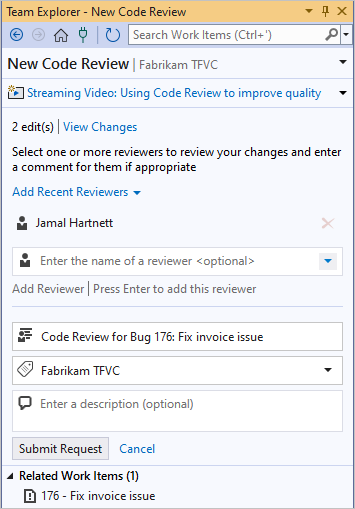 Team Explorer - New Code Review
Search Work Items (Ctrl+')
New Code Review | Fabrikam TFVC
Streaming Video: Using Code Review to improve quality
2 edit(s) | View Changes
Select one or more reviewers to review your changes and enter
a comment for them if appropriate
Add Recent Reviewers
Jamal Hartnett
Enter the name of a reviewer <optional>
Add Reviewer | Press Enter to add this reviewer
Code Review for Bug 176: Fix invoice issue
Fabrikam TFVC
Enter a description (optional)
Submit Request Cancel
Related Work Items (1)
176 - Fix invoice issue